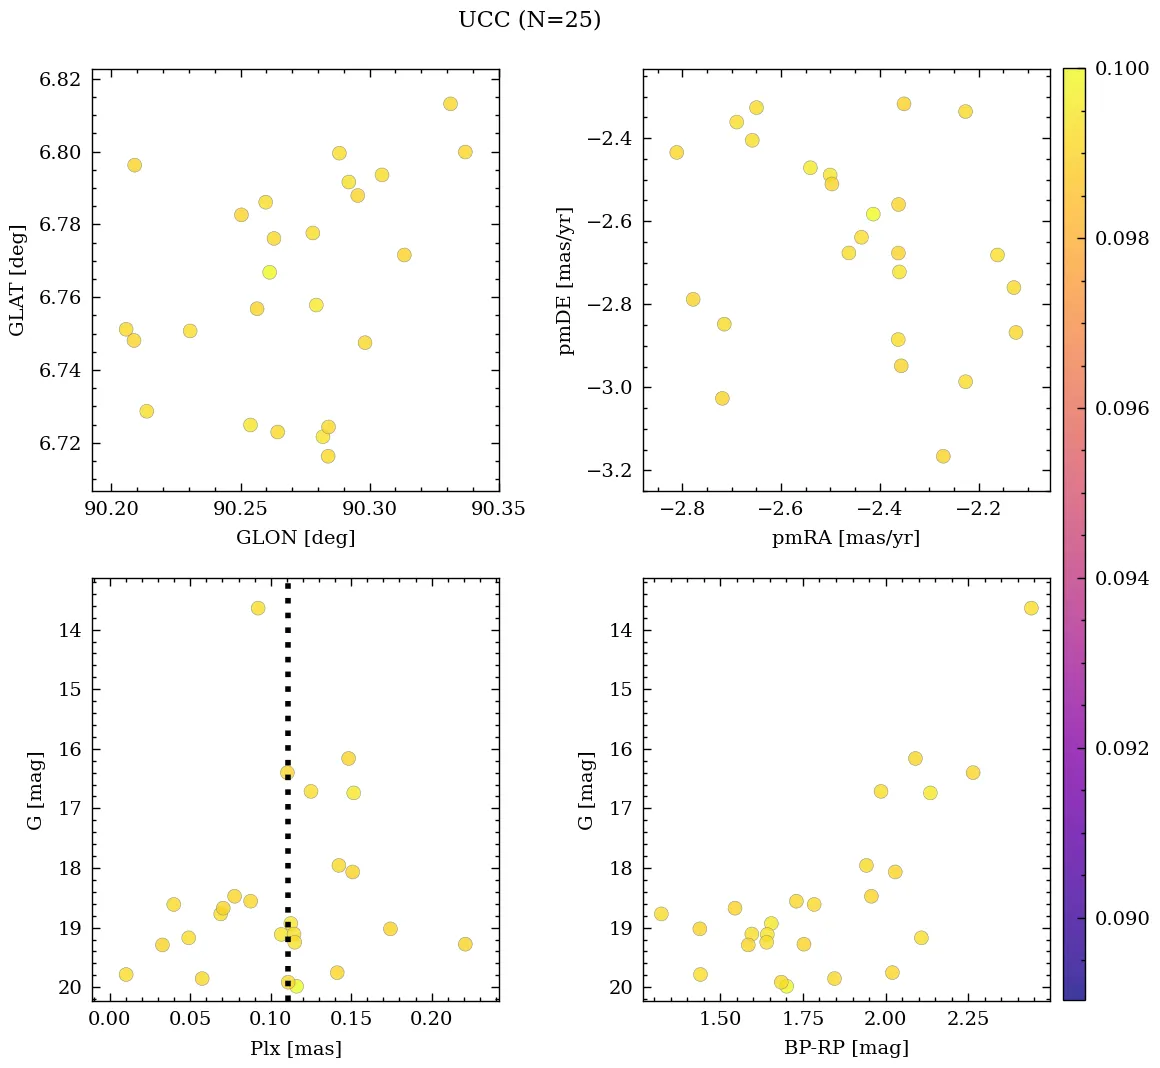 UCC (N=25)
6.82
6.80
6.78
6.76
6.74
6.72
GLAT [deg]
90.20 90.25 90.30 90.35
GLON [deg]
−2.4
−2.6
−2.8
−3.0
−3.2
pmDE [mas/yr]
−2.8 −2.6 −2.4 −2.2
pmRA [mas/yr]
14
15
16
17
18
19
20
G [mag]
0.00 0.05 0.10 0.15 0.20
Plx [mas]
14
15
16
17
18
19
20
G [mag]
1.50 1.75 2.00 2.25
BP-RP [mag]
0.100
0.098
0.096
0.094
0.092
0.090